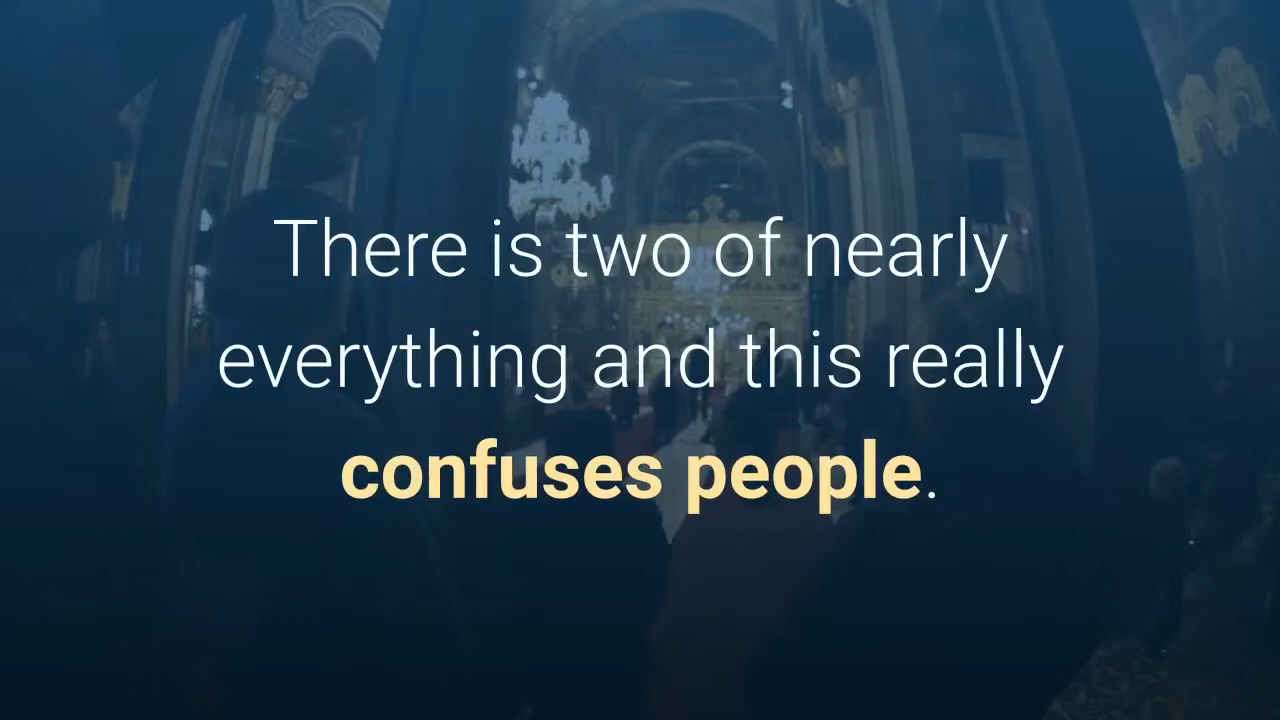 There is two of nearly
everything and this really
confuses people.